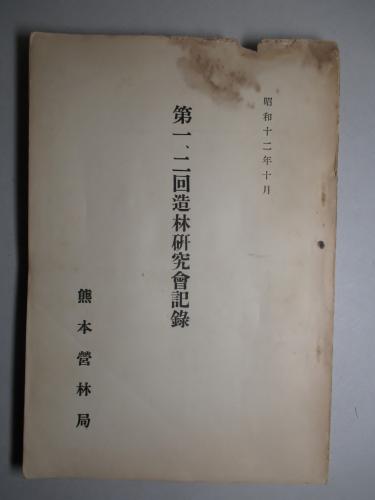 昭和十二年十月
第一、二回造林研究會記錄
熊本營林局